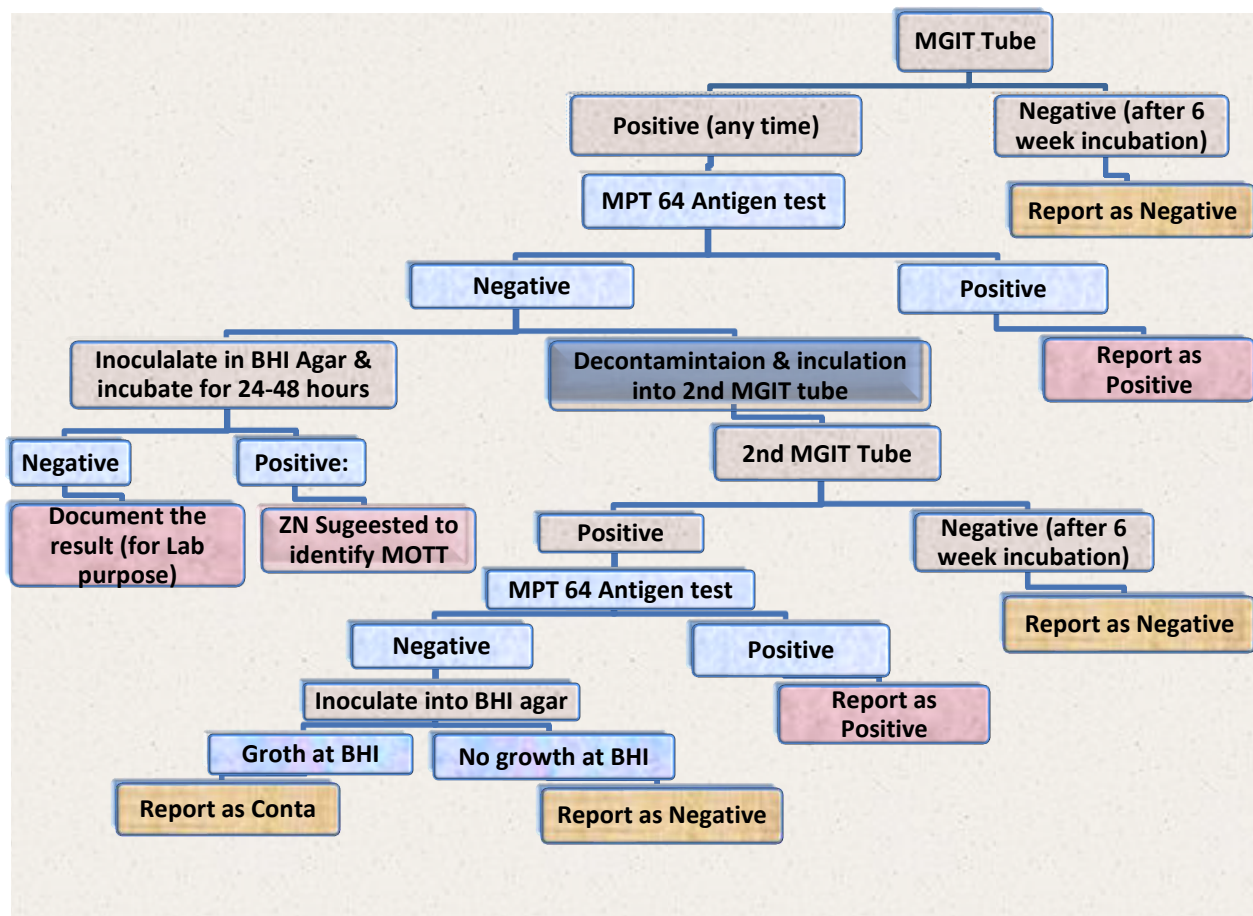 MGIT Tube
Positive (any time)
Negative (after 6
week incubation)
MPT 64 Antigen test
Report as Negative
Negative
Positive
Inoculalate in BHI Agar &
incubate for 24-48 hours
Decontamintaion & inculation
into 2nd MGIT tube
Report as
Positive
Negative
Positive:
2nd MGIT Tube
Document the
result (for Lab
purpose)
ZN Sugeested to
identify MOTT
Positive
Negative (after 6
week incubation)
MPT 64 Antigen test
Report as Negative
Negative
Positive
Inoculate into BHI agar
Report as
Positive
Groth at BHI
No growth at BHI
Report as Conta
Report as Negative